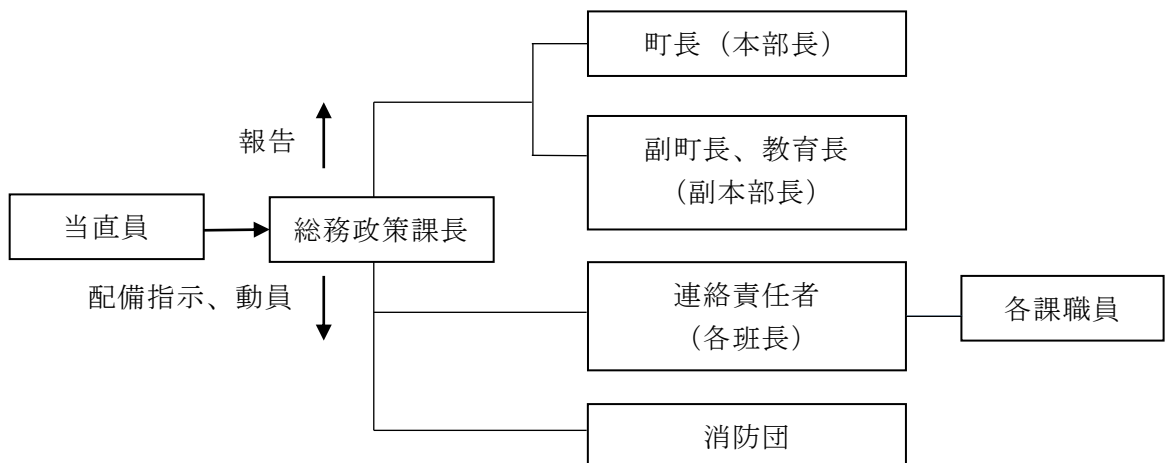 町長（本部長）
報告
副町長、教育長
（副本部長）
当直員
総務政策課長
配備指示、動員
連絡責任者
（各班長）
各課職員
消防団